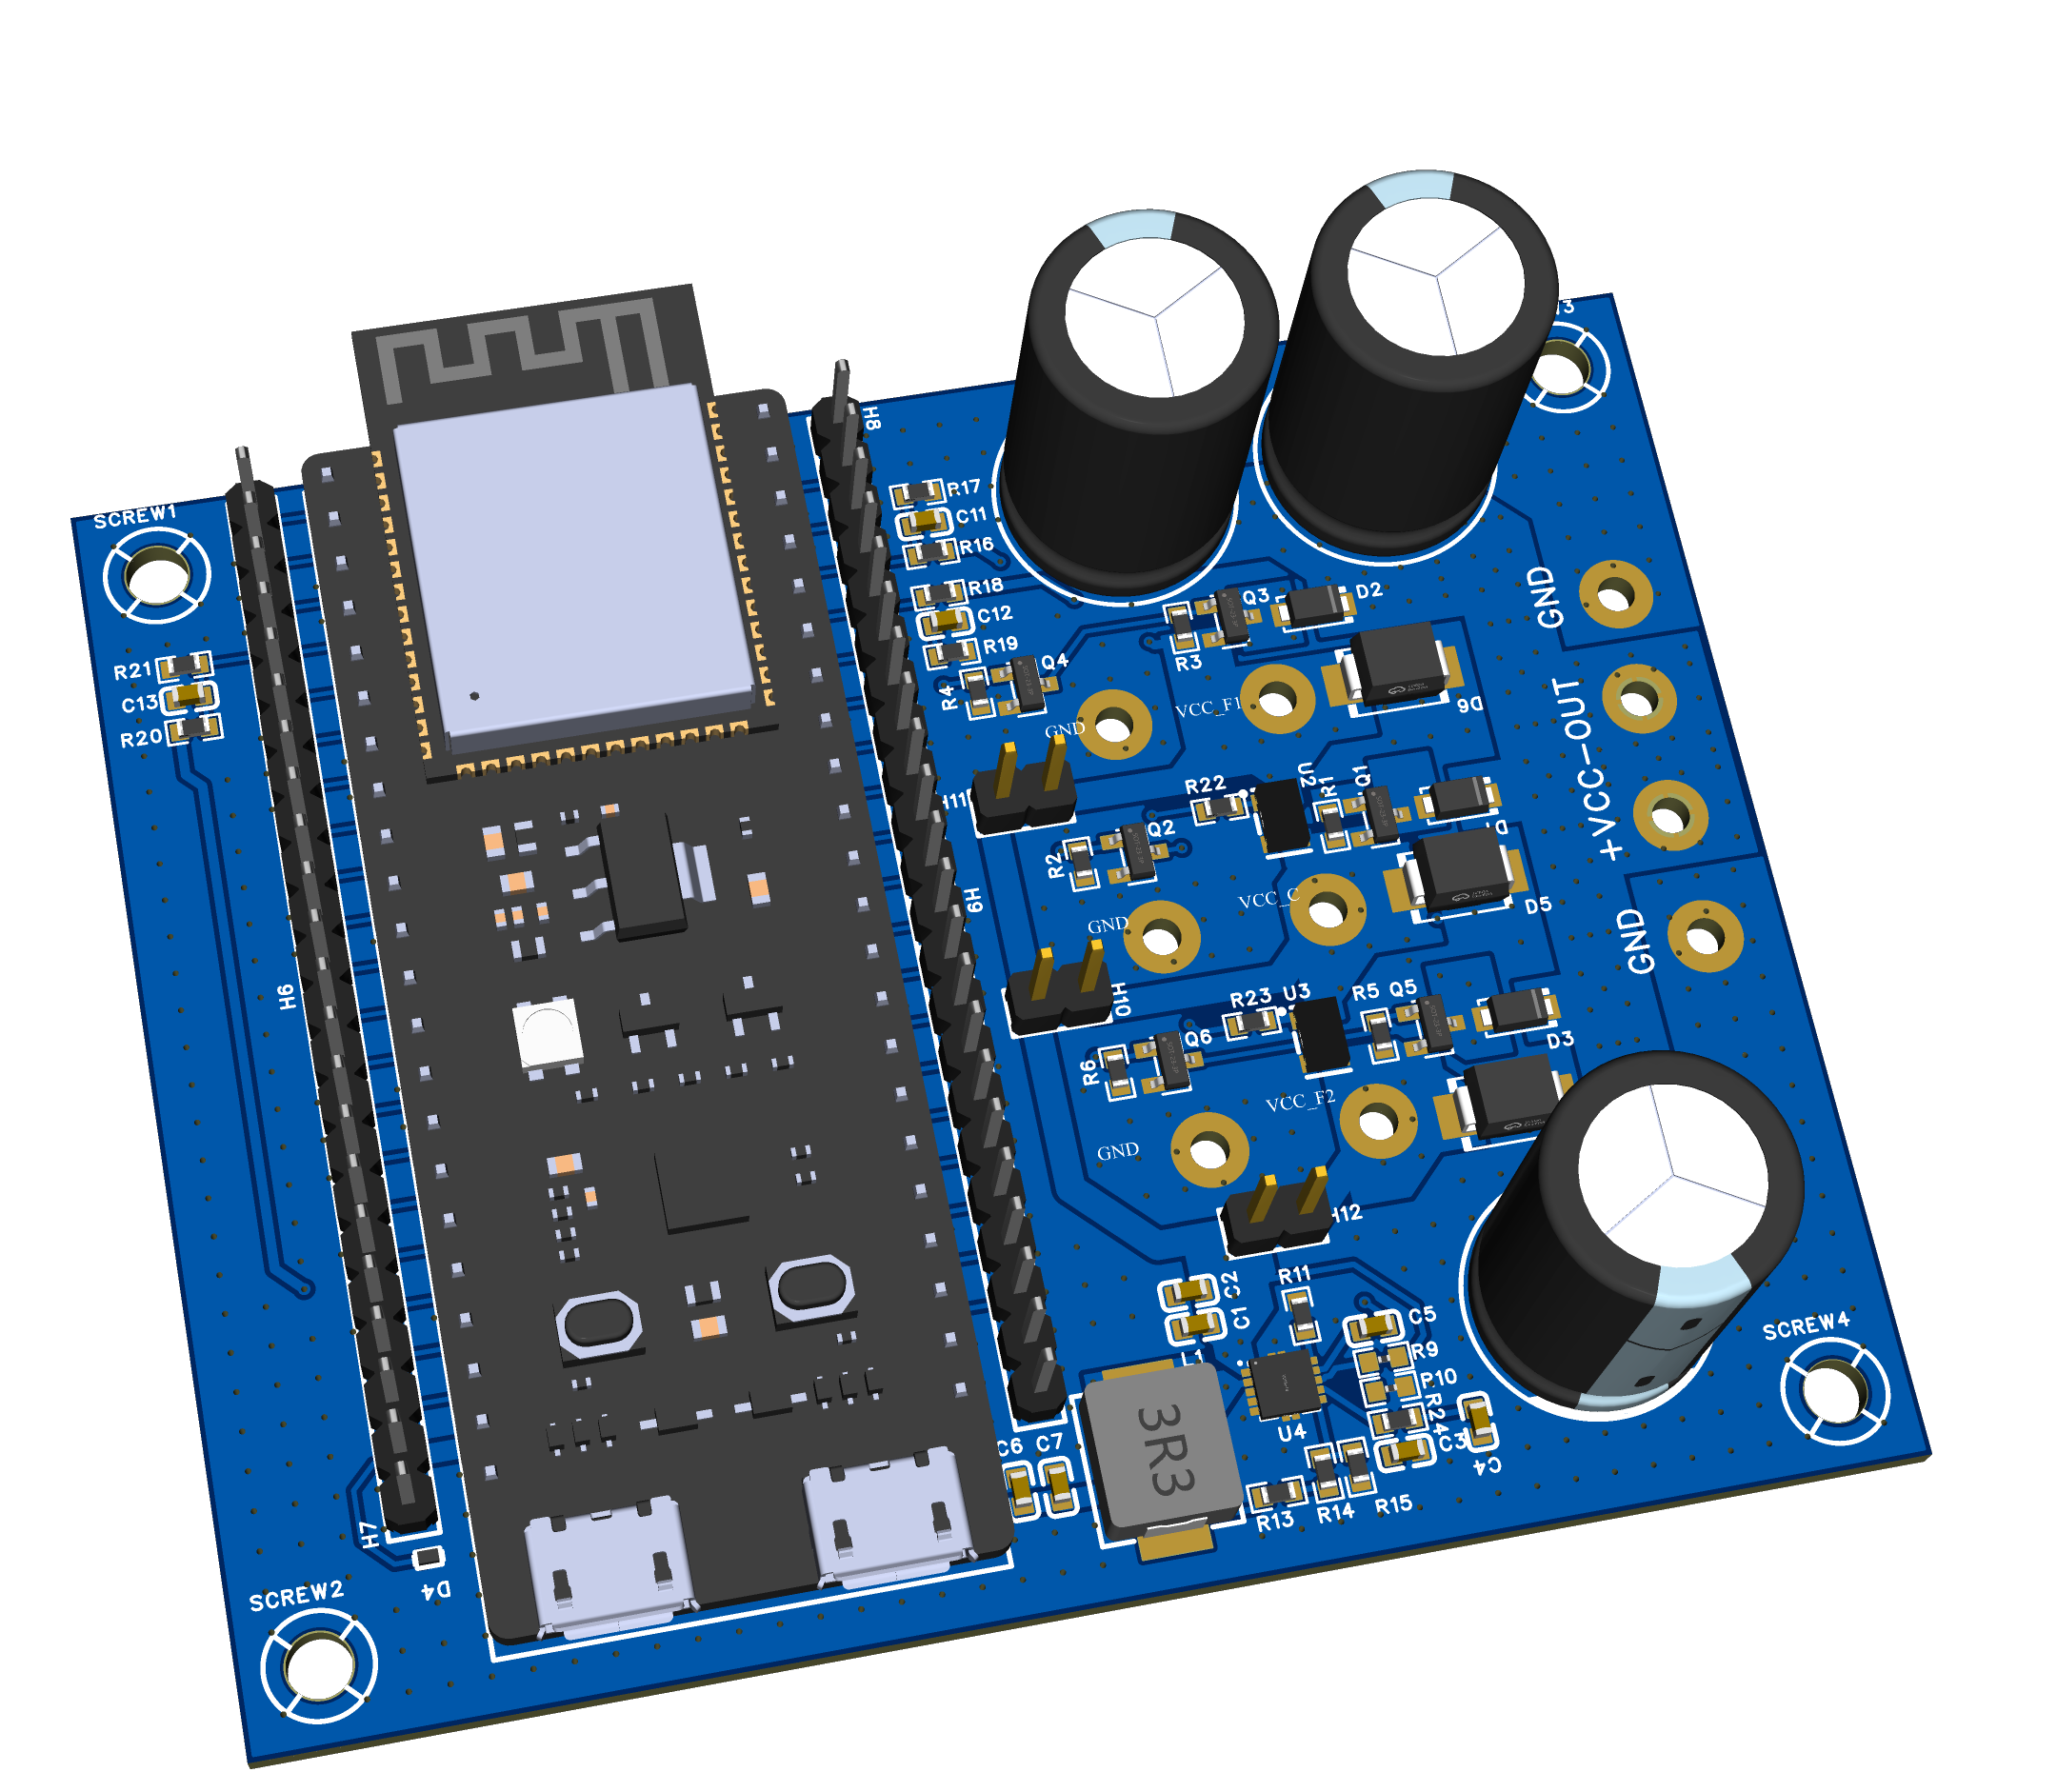 SCREW1
H8
R17
C11
R16
R18
C12
R19
R21
C13
R20
Q4
R4
Q3
R3
D2
GND
D6
GND
VCC_F1
+VCC-OUT
H11
R22
U2
R1
Q1
Q2
R2
H9
GND
VCC_C
D5
GND
H6
H10
R23
U3
R5
Q5
D3
Q6
R6
VCC_F2
GND
H12
C2
C1
R11
C5
R9
R24
C3
C4
L1
3R3
U4
SCREW4
C6
C7
R13
R14
R15
H7
D4
SCREW2